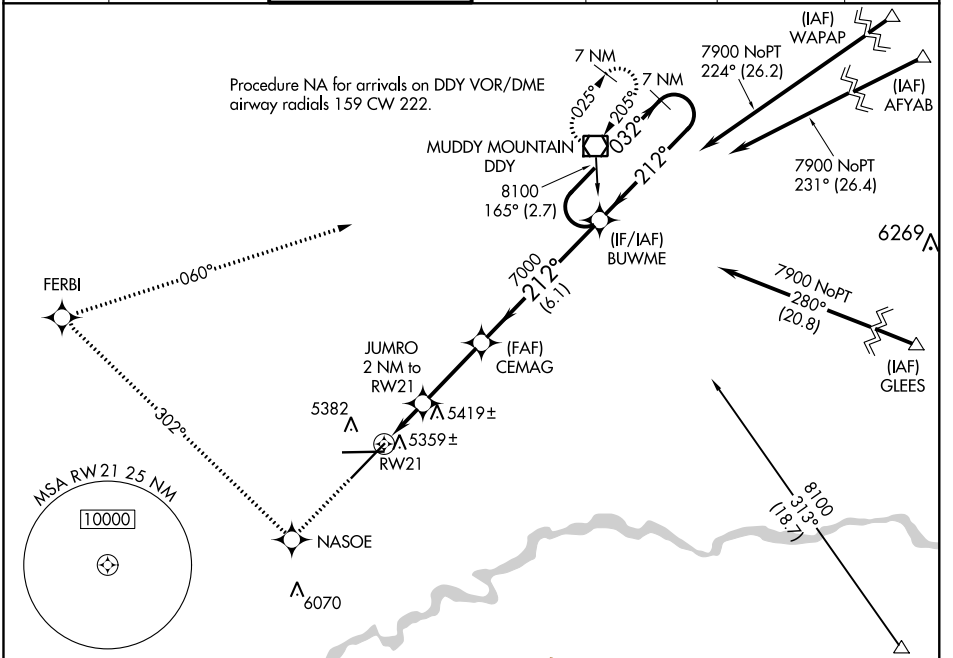 (IAF)
WAPAP
7900 NoPT
224° (26.2)
(IAF)
AFYAB
7900 NoPT
231° (26.4)
7 NM
7 NM
025°
205°
Procedure NA for arrivals on DDY VOR/DME
airway radials 159 CW 222.
MUDDY MOUNTAIN
DDY
032°
212°
8100
165° (2.7)
(IF/IAF)
BUWME
6269
7000
212°
(6.1)
060°
FERBI
7900 NoPT
280°
(20.8)
(IAF)
GLEES
(FAF)
CEMAG
JUMRO
2 NM to
RW21
5382
5419±
5359±
RW21
302°
8100
313°
(18.7)
MSA RW21 25 NM
10000
NASOE
6070